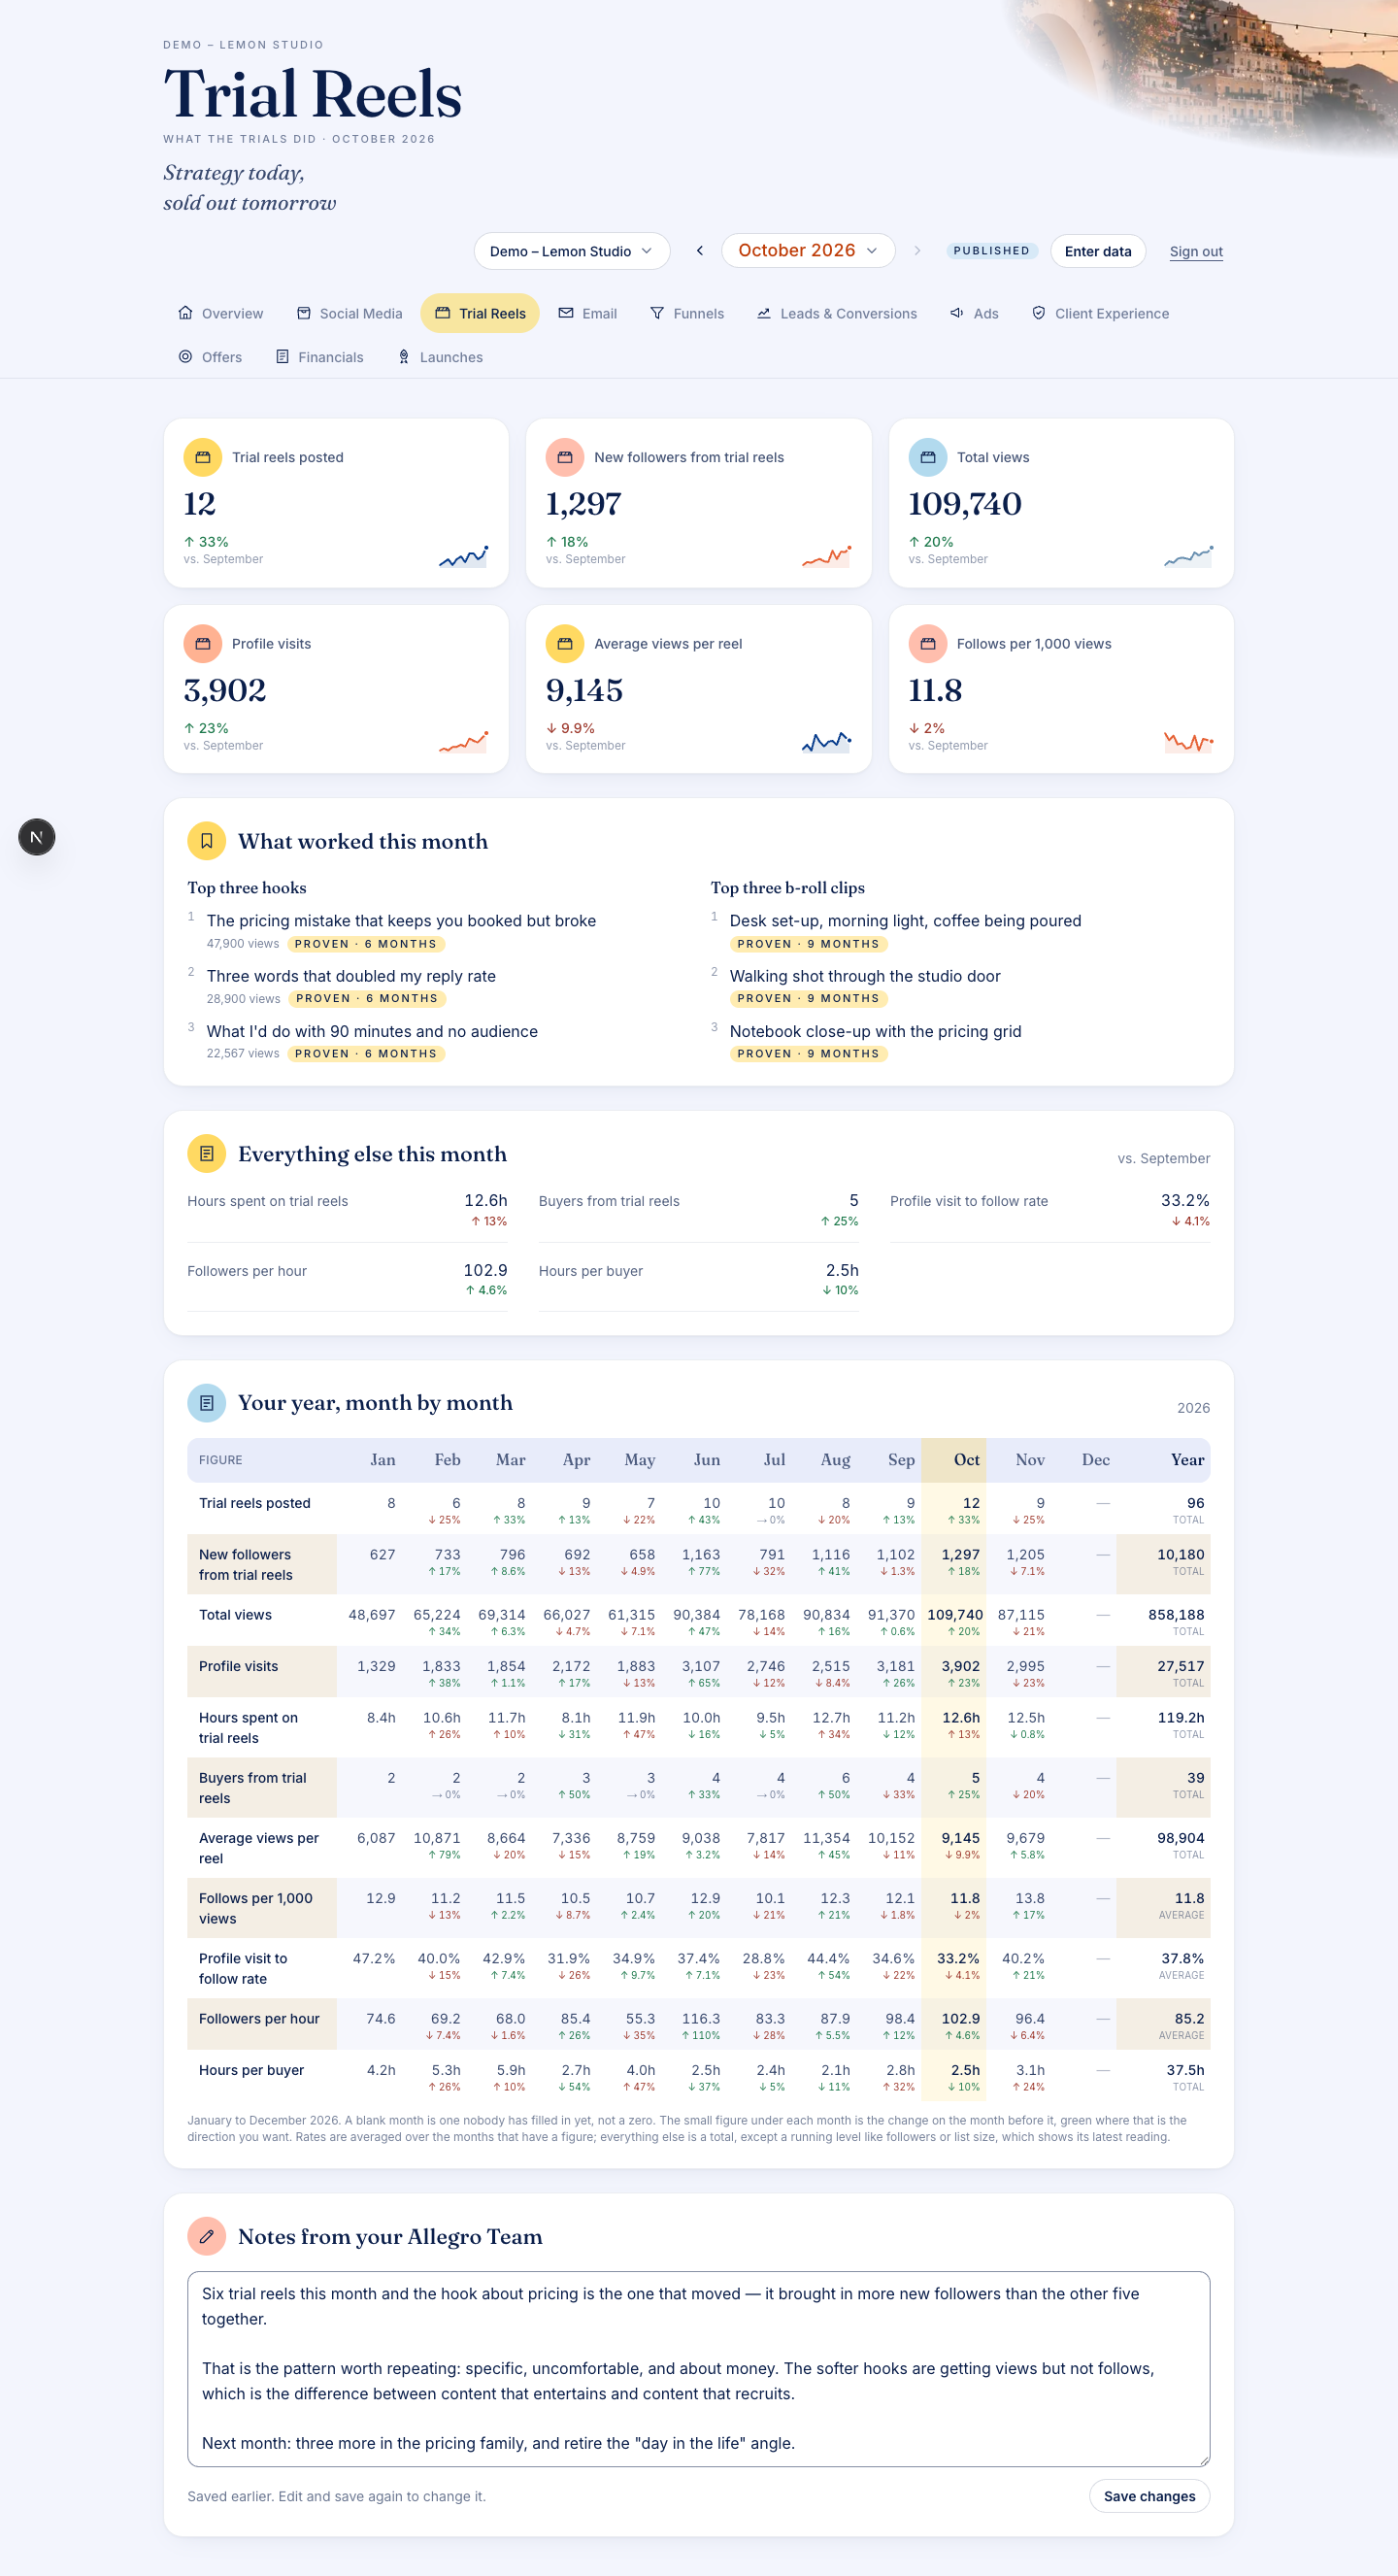 DEMO – LEMON STUDIO
Trial Reels
WHAT THE TRIALS DID · OCTOBER 2026
Strategy today,
sold out tomorrow
Demo – Lemon Studio
October 2026
PUBLISHED
Enter data
Sign out
Overview
Social Media
Trial Reels
Email
Funnels
Leads & Conversions
Ads
Client Experience
Offers
Financials
Launches
Trial reels posted
12
↑ 33%
vs. September
New followers from trial reels
1,297
↑ 18%
vs. September
Total views
109,740
↑ 20%
vs. September
Profile visits
3,902
↑ 23%
vs. September
Average views per reel
9,145
↓ 9.9%
vs. September
Follows per 1,000 views
11.8
↓ 2%
vs. September
N
What worked this month
Top three hooks
1 The pricing mistake that keeps you booked but broke
47,900 views PROVEN · 6 MONTHS
2 Three words that doubled my reply rate
28,900 views PROVEN · 6 MONTHS
3 What I'd do with 90 minutes and no audience
22,567 views PROVEN · 6 MONTHS
Top three b-roll clips
1 Desk set-up, morning light, coffee being poured
PROVEN · 9 MONTHS
2 Walking shot through the studio door
PROVEN · 9 MONTHS
3 Notebook close-up with the pricing grid
PROVEN · 9 MONTHS
Everything else this month
vs. September
Hours spent on trial reels 12.6h
↑ 13%
Buyers from trial reels 5
↑ 25%
Profile visit to follow rate 33.2%
↓ 4.1%
Followers per hour 102.9
↑ 4.6%
Hours per buyer 2.5h
↓ 10%
Your year, month by month
2026
FIGURE Jan Feb Mar Apr May Jun Jul Aug Sep Oct Nov Dec Year
Trial reels posted 8 6 8 9 7 10 10 8 9 12 9 — 96
↓ 25% ↑ 33% ↑ 13% ↓ 22% ↑ 43% → 0% ↓ 20% ↑ 13% ↑ 33% ↓ 25% TOTAL
New followers 627 733 796 692 658 1,163 791 1,116 1,102 1,297 1,205 — 10,180
from trial reels ↑ 17% ↑ 8.6% ↓ 13% ↓ 4.9% ↑ 77% ↓ 32% ↑ 41% ↓ 1.3% ↑ 18% ↓ 7.1% TOTAL
Total views 48,697 65,224 69,314 66,027 61,315 90,384 78,168 90,834 91,370 109,740 87,115 — 858,188
↑ 34% ↑ 6.3% ↓ 4.7% ↓ 7.1% ↑ 47% ↓ 14% ↑ 16% ↑ 0.6% ↑ 20% ↓ 21% TOTAL
Profile visits 1,329 1,833 1,854 2,172 1,883 3,107 2,746 2,515 3,181 3,902 2,995 — 27,517
↑ 38% ↑ 1.1% ↑ 17% ↓ 13% ↑ 65% ↓ 12% ↓ 8.4% ↑ 26% ↑ 23% ↓ 23% TOTAL
Hours spent on 8.4h 10.6h 11.7h 8.1h 11.9h 10.0h 9.5h 12.7h 11.2h 12.6h 12.5h — 119.2h
trial reels ↑ 26% ↑ 10% ↓ 31% ↑ 47% ↓ 16% ↓ 5% ↑ 34% ↓ 12% ↑ 13% ↓ 0.8% TOTAL
Buyers from trial 2 2 2 3 3 4 4 6 4 5 4 — 39
reels → 0% → 0% ↑ 50% → 0% ↑ 33% → 0% ↑ 50% ↓ 33% ↑ 25% ↓ 20% TOTAL
Average views per 6,087 10,871 8,664 7,336 8,759 9,038 7,817 11,354 10,152 9,145 9,679 — 98,904
reel ↑ 79% ↓ 20% ↓ 15% ↑ 19% ↑ 3.2% ↓ 14% ↑ 45% ↓ 11% ↓ 9.9% ↑ 5.8% TOTAL
Follows per 1,000 12.9 11.2 11.5 10.5 10.7 12.9 10.1 12.3 12.1 11.8 13.8 — 11.8
views ↓ 13% ↑ 2.2% ↓ 8.7% ↑ 2.4% ↑ 20% ↓ 21% ↑ 21% ↓ 1.8% ↓ 2% ↑ 17% AVERAGE
Profile visit to 47.2% 40.0% 42.9% 31.9% 34.9% 37.4% 28.8% 44.4% 34.6% 33.2% 40.2% — 37.8%
follow rate ↓ 15% ↑ 7.4% ↓ 26% ↑ 9.7% ↑ 7.1% ↓ 23% ↑ 54% ↓ 22% ↓ 4.1% ↑ 21% AVERAGE
Followers per hour 74.6 69.2 68.0 85.4 55.3 116.3 83.3 87.9 98.4 102.9 96.4 — 85.2
↓ 7.4% ↓ 1.6% ↑ 26% ↓ 35% ↑ 110% ↓ 28% ↑ 5.5% ↑ 12% ↑ 4.6% ↓ 6.4% AVERAGE
Hours per buyer 4.2h 5.3h 5.9h 2.7h 4.0h 2.5h 2.4h 2.1h 2.8h 2.5h 3.1h — 37.5h
↑ 26% ↑ 10% ↓ 54% ↑ 47% ↓ 37% ↓ 5% ↓ 11% ↑ 32% ↓ 10% ↑ 24% TOTAL
January to December 2026. A blank month is one nobody has filled in yet, not a zero. The small figure under each month is the change on the month before it, green where that is the
direction you want. Rates are averaged over the months that have a figure; everything else is a total, except a running level like followers or list size, which shows its latest reading.
Notes from your Allegro Team
Six trial reels this month and the hook about pricing is the one that moved — it brought in more new followers than the other five
together.
That is the pattern worth repeating: specific, uncomfortable, and about money. The softer hooks are getting views but not follows,
which is the difference between content that entertains and content that recruits.
Next month: three more in the pricing family, and retire the "day in the life" angle.
Saved earlier. Edit and save again to change it.
Save changes